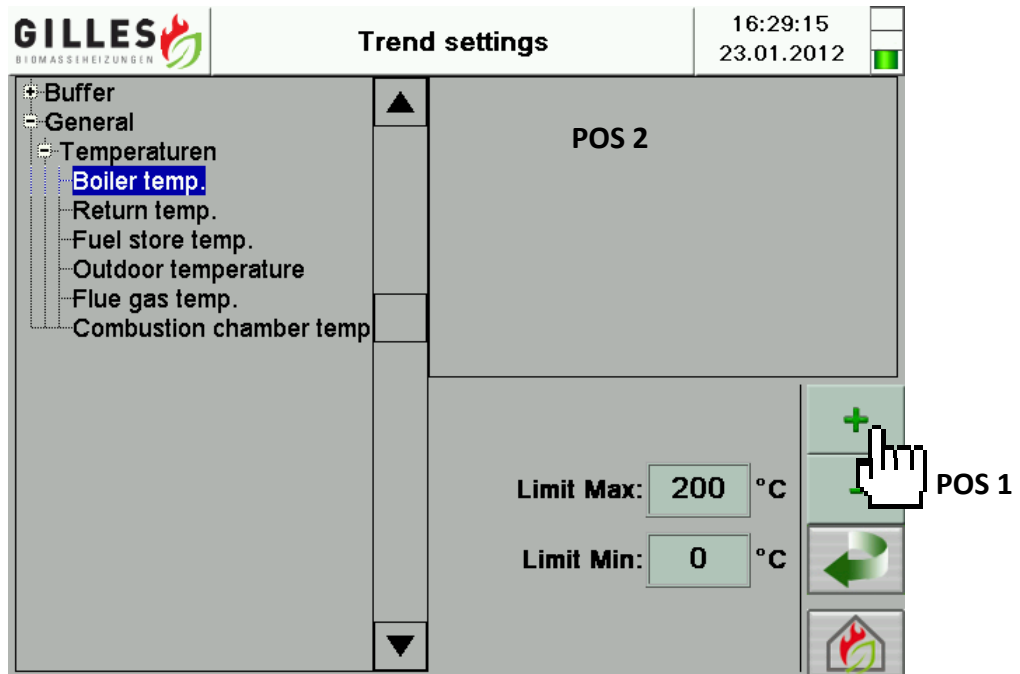 GILLES
BIOMASSEHEIZUNGEN
Trend settings
16:29:15
23.01.2012
Buffer
General
Temperaturen
Boiler temp.
Return temp.
Fuel store temp.
Outdoor temperature
Flue gas temp.
Combustion chamber temp
POS 2
+
-
POS 1
Limit Max: 200 °C
Limit Min: 0 °C